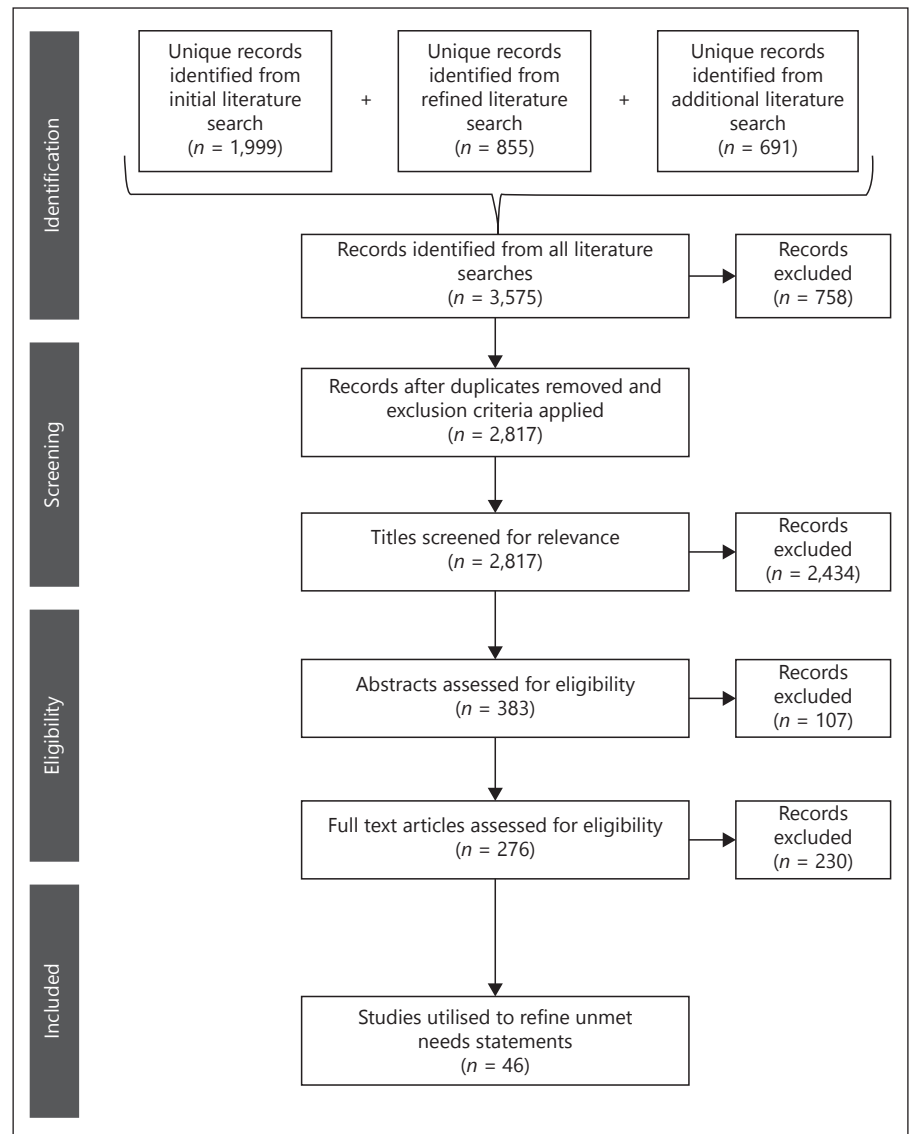 Identification
Unique records
identified from
initial literature
search
(n = 1,999)
+
Unique records
identified from
refined literature
search
(n = 855)
+
Unique records
identified from
additional literature
search
(n = 691)
Records identified from all literature
searches
(n = 3,575)
Records
excluded
(n = 758)
Screening
Records after duplicates removed and
exclusion criteria applied
(n = 2,817)
Titles screened for relevance
(n = 2,817)
Records
excluded
(n = 2,434)
Eligibility
Abstracts assessed for eligibility
(n = 383)
Records
excluded
(n = 107)
Full text articles assessed for eligibility
(n = 276)
Records
excluded
(n = 230)
Included
Studies utilised to refine unmet
needs statements
(n = 46)